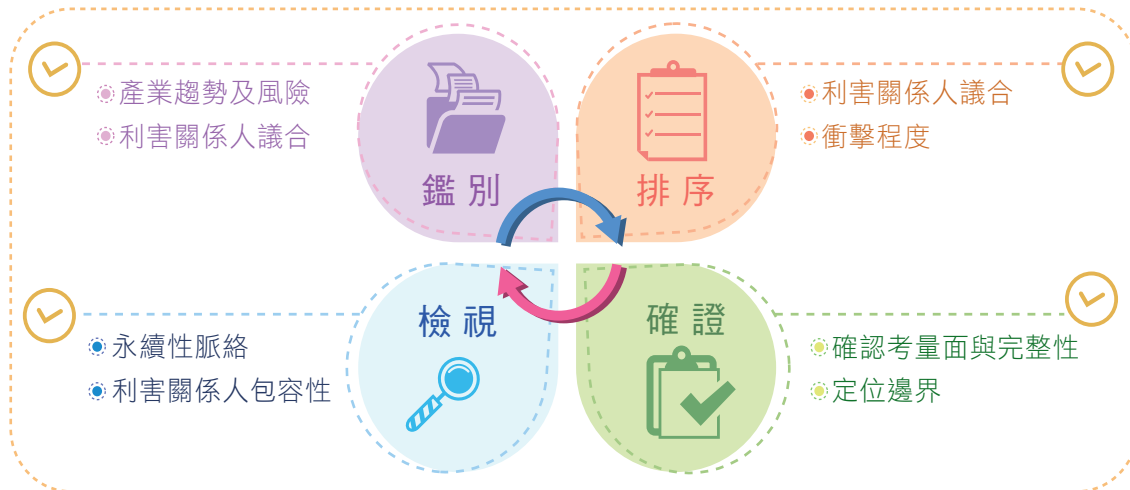 產業趨勢及風險
利害關係人議合
鑑別
排序
利害關係人議合
衝擊程度
檢視
永續性脈絡
利害關係人包容性
確證
確認考量面與完整性
定位邊界